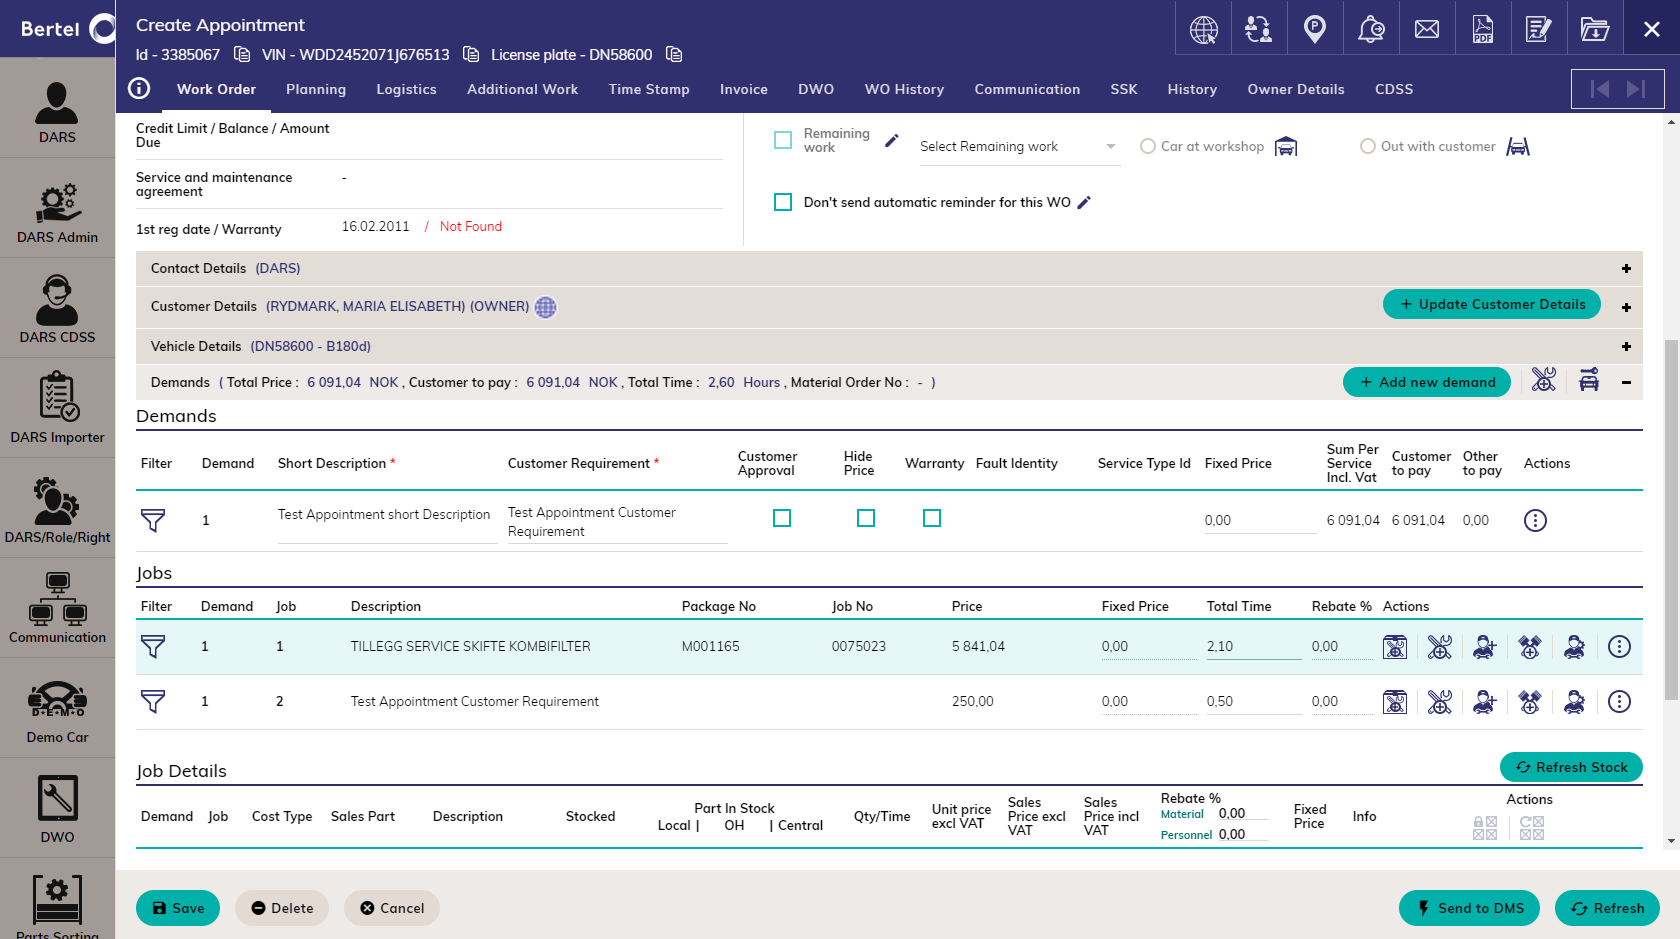 Bertel
Create Appointment
Id - 3385067 VIN - WDD2452071J676513 License plate - DN58600
Work Order Planning Logistics Additional Work Time Stamp Invoice DWO WO History Communication SSK History Owner Details CDSS
PDF
DARS
DARS Admin
DARS CDSS
DARS Importer
DARS/Role/Right
Communication
DEMO
Demo Car
DWO
Parts Sorting
Credit Limit / Balance / Amount
Due
Service and maintenance
agreement
-
1st reg date / Warranty
16.02.2011 / Not Found
Remaining
work
Select Remaining work
Car at workshop
Out with customer
Don't send automatic reminder for this WO
Contact Details (DARS)
Customer Details (RYDMARK, MARIA ELISABETH) (OWNER)
+ Update Customer Details
Vehicle Details (DN58600 - B180d)
Demands ( Total Price : 6 091,04 NOK , Customer to pay : 6 091,04 NOK , Total Time : 2,60 Hours , Material Order No : - )
+ Add new demand
Demands
Filter Demand Short Description * Customer Requirement * Customer Approval Hide Price Warranty Fault Identity Service Type Id Fixed Price Sum Per Service Incl. Vat Customer to pay Other to pay Actions
1 Test Appointment short Description Test Appointment Customer Requirement 0,00 6 091,04 6 091,04 0,00
Jobs
Filter Demand Job Description Package No Job No Price Fixed Price Total Time Rebate % Actions
1 1 TILLEGG SERVICE SKIFTE KOMBIFILTER M001165 0075023 5 841,04 0,00 2,10 0,00
1 2 Test Appointment Customer Requirement 250,00 0,00 0,50 0,00
Job Details
Refresh Stock
Demand Job Cost Type Sales Part Description Stocked Part In Stock Local | OH | Central Qty/Time Unit price excl VAT Sales Price excl VAT Sales Price incl VAT Rebate % Material 0,00 Personnel 0,00 Fixed Price Info Actions
Save Delete Cancel Send to DMS Refresh